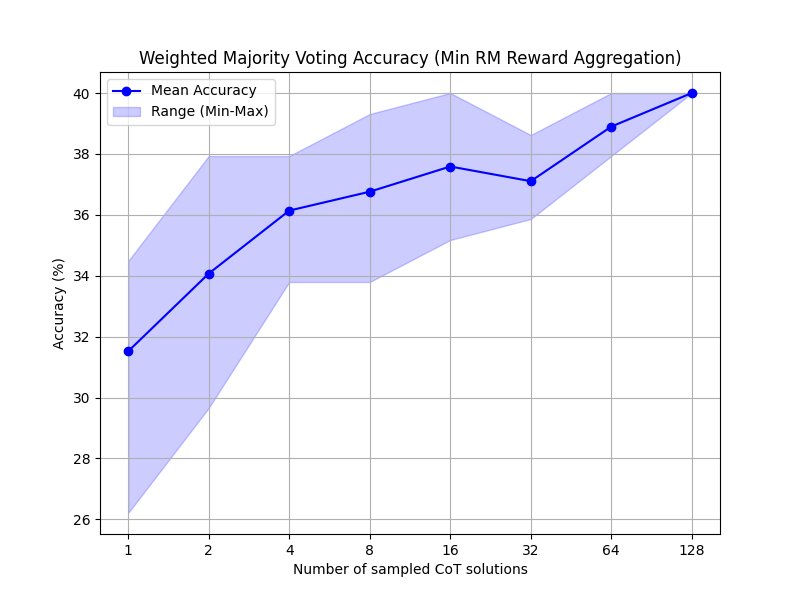 Weighted Majority Voting Accuracy (Min RM Reward Aggregation)
Mean Accuracy
Range (Min-Max)
Accuracy (%)
40
38
36
34
32
30
28
26
1 2 4 8 16 32 64 128
Number of sampled CoT solutions